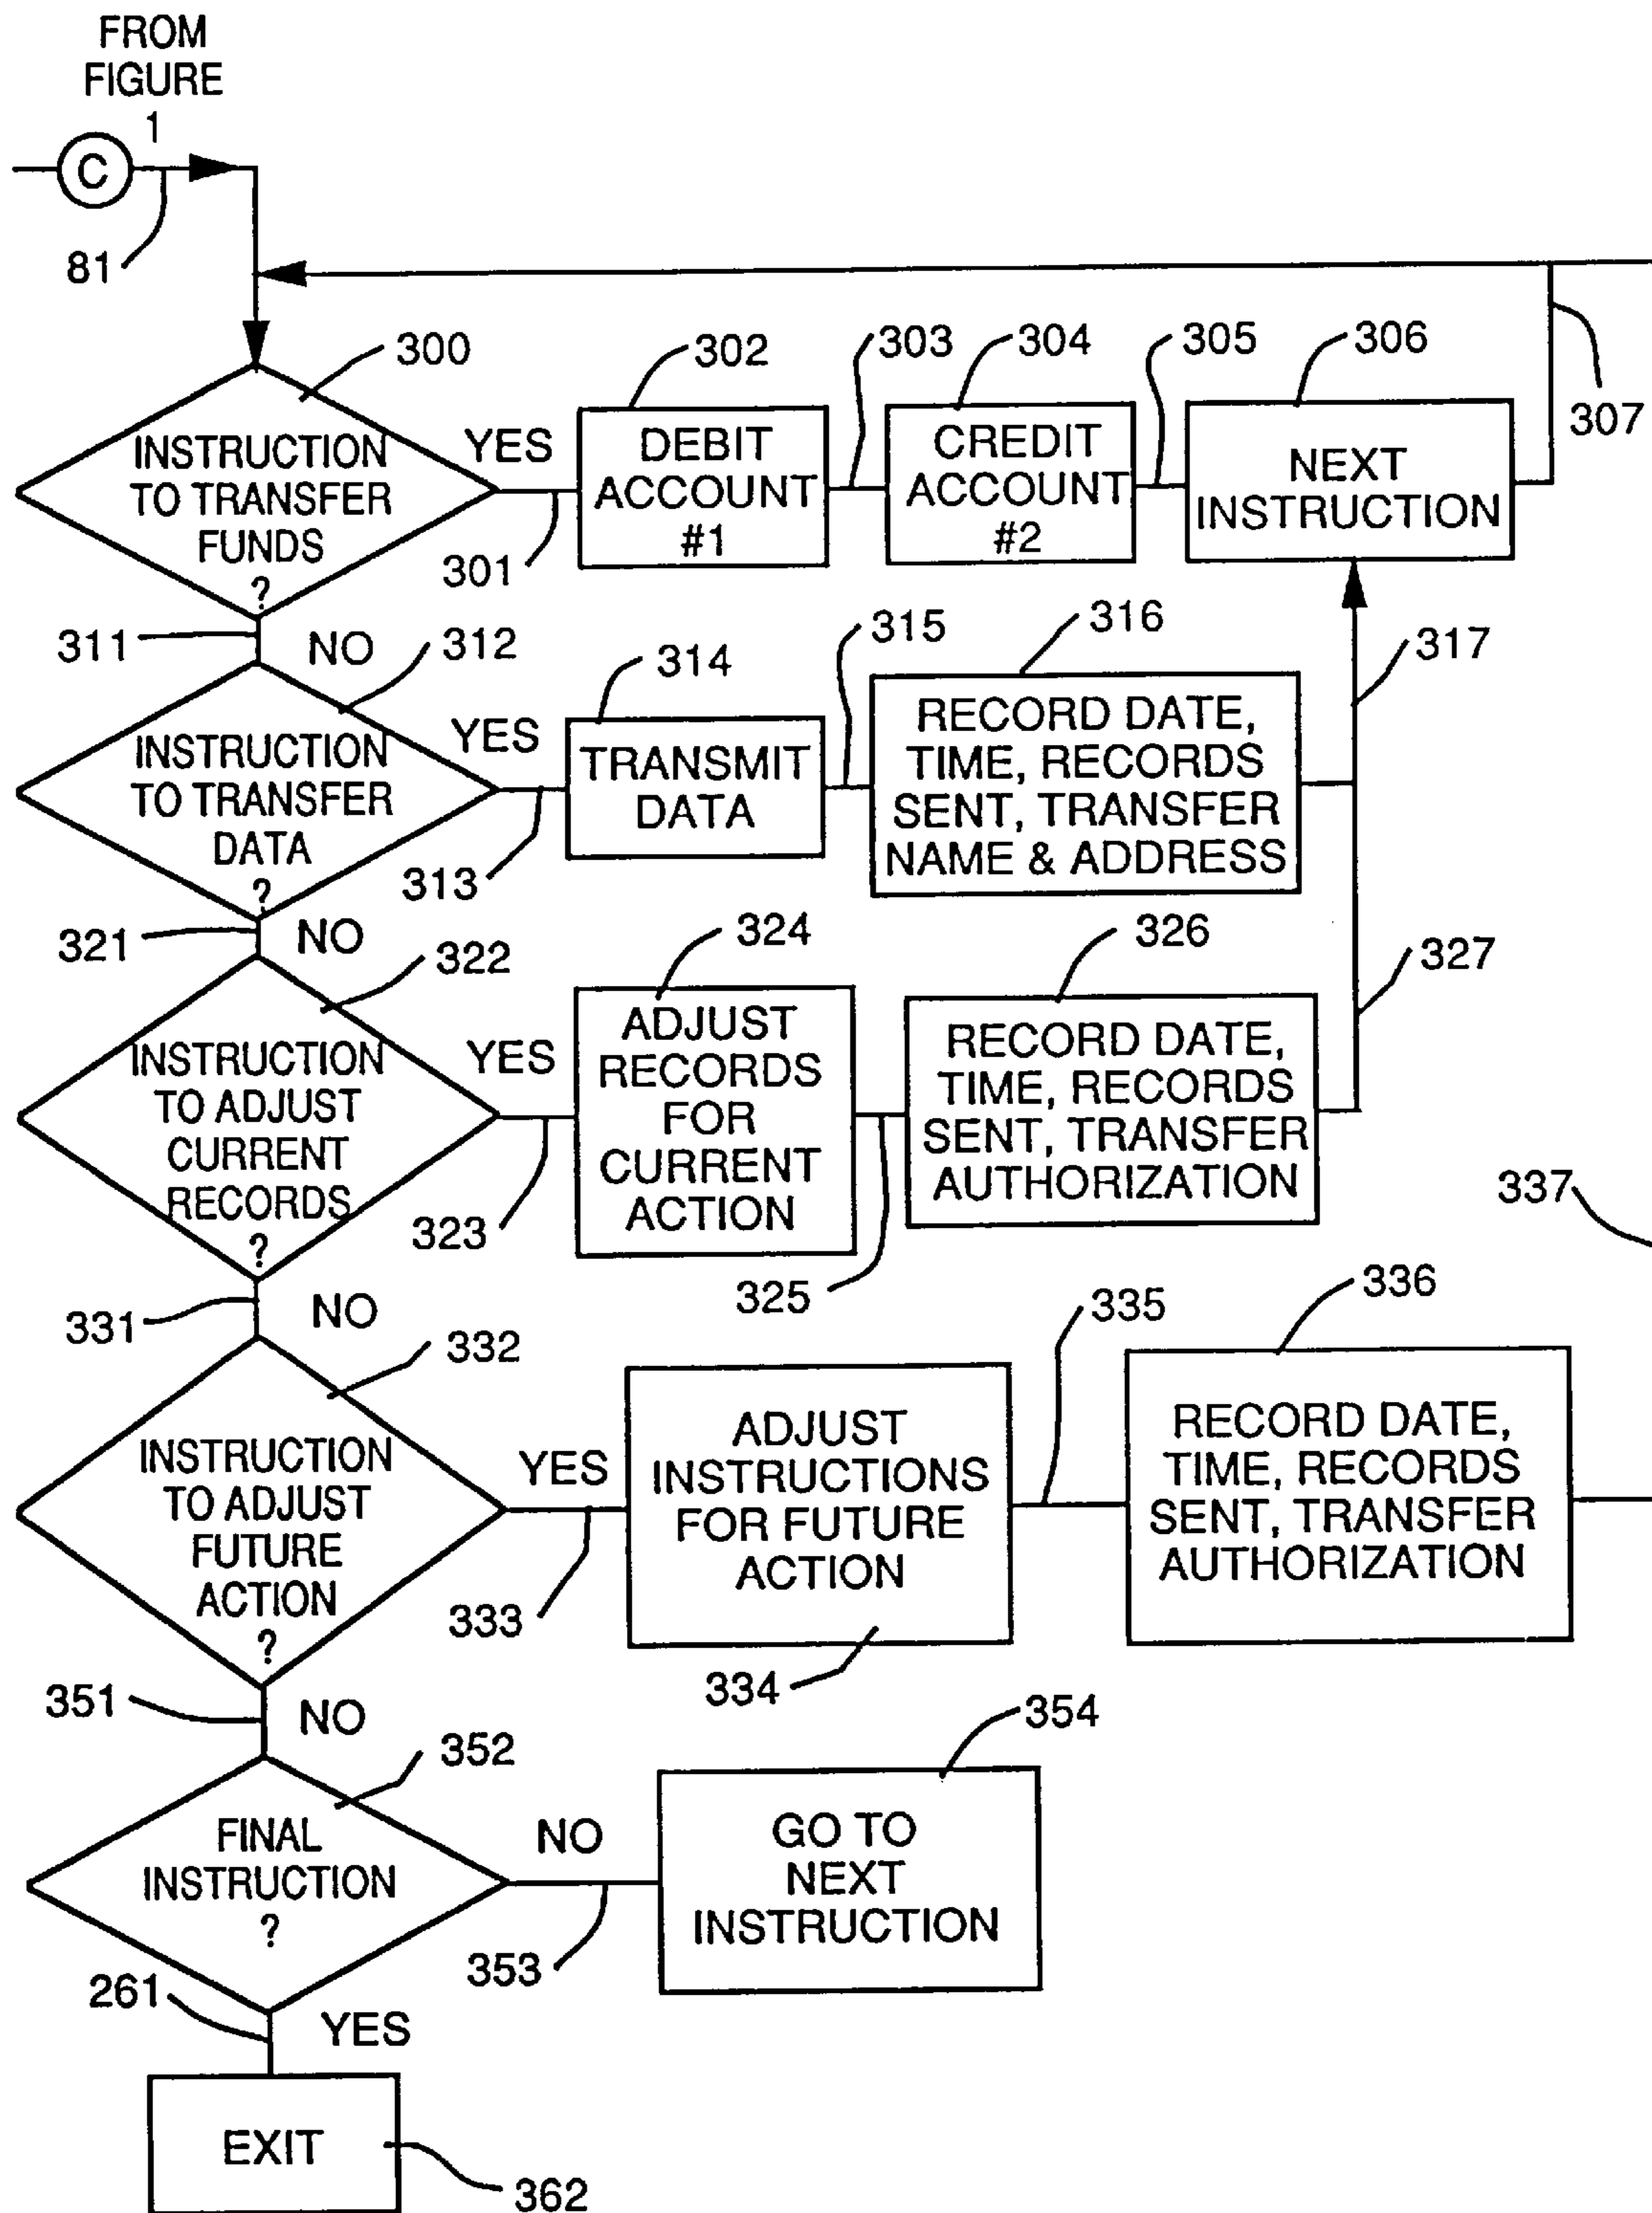 FROM
FIGURE
1
C
81
300
INSTRUCTION
TO TRANSFER
FUNDS
?
YES
301
302
DEBIT
ACCOUNT
#1
303
304
CREDIT
ACCOUNT
#2
305
306
NEXT
INSTRUCTION
307
311
NO
312
INSTRUCTION
TO TRANSFER
DATA
?
YES
313
314
TRANSMIT
DATA
315
316
RECORD DATE,
TIME, RECORDS
SENT, TRANSFER
NAME & ADDRESS
317
321
NO
322
INSTRUCTION
TO ADJUST
CURRENT
RECORDS
?
YES
323
324
ADJUST
RECORDS
FOR
CURRENT
ACTION
325
326
RECORD DATE,
TIME, RECORDS
SENT, TRANSFER
AUTHORIZATION
327
331
NO
332
INSTRUCTION
TO ADJUST
FUTURE
ACTION
?
YES
333
ADJUST
INSTRUCTIONS
FOR FUTURE
ACTION
334
335
336
RECORD DATE,
TIME, RECORDS
SENT, TRANSFER
AUTHORIZATION
337
351
NO
352
FINAL
INSTRUCTION
?
NO
353
354
GO TO
NEXT
INSTRUCTION
261
YES
EXIT
362